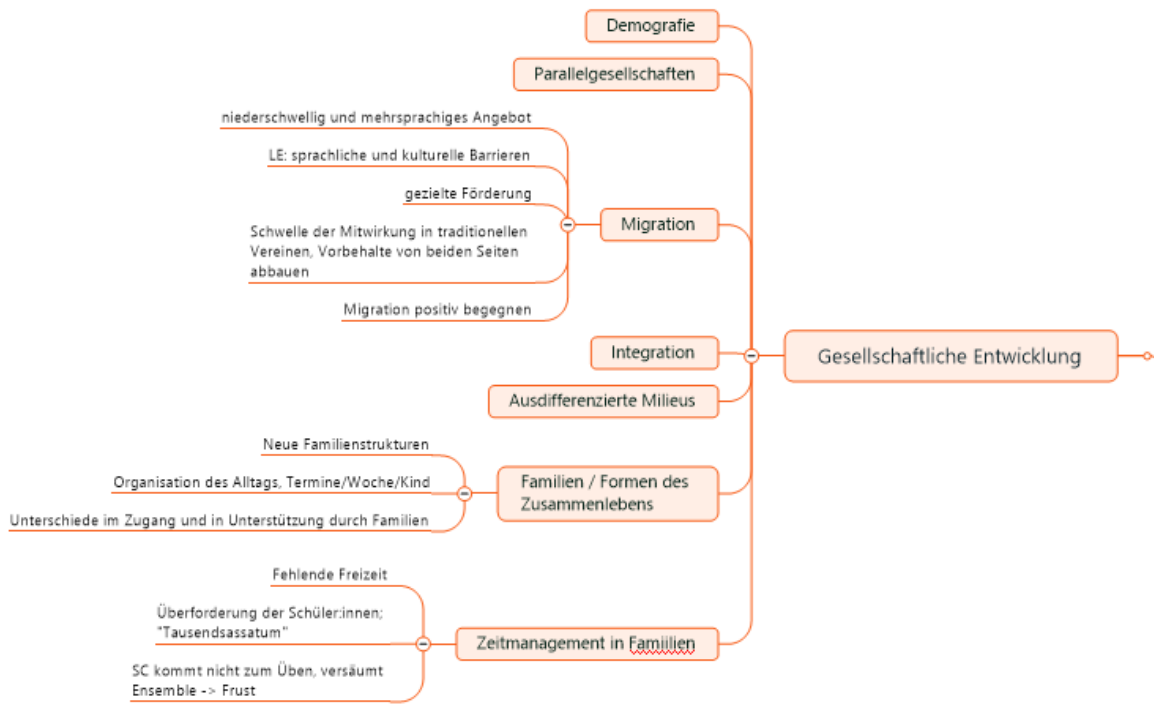 Demografie
Parallelgesellschaften
niederschwellig und mehrsprachiges Angebot
LE: sprachliche und kulturelle Barrieren
gezielte Förderung
Schwelle der Mitwirkung in traditionellen
Vereinen, Vorbehalte von beiden Seiten
abbauen
Migration positiv begegnen
Migration
Integration
Ausdifferenzierte Milieus
Gesellschaftliche Entwicklung
Neue Familienstrukturen
Organisation des Alltags, Termine/Woche/Kind
Unterschiede im Zugang und in Unterstützung durch Familien
Familien / Formen des
Zusammenlebens
Fehlende Freizeit
Überforderung der Schüler:innen;
"Tausendsassatum"
SC kommt nicht zum Üben, versäumt
Ensemble -> Frust
Zeitmanagement in Famiilien